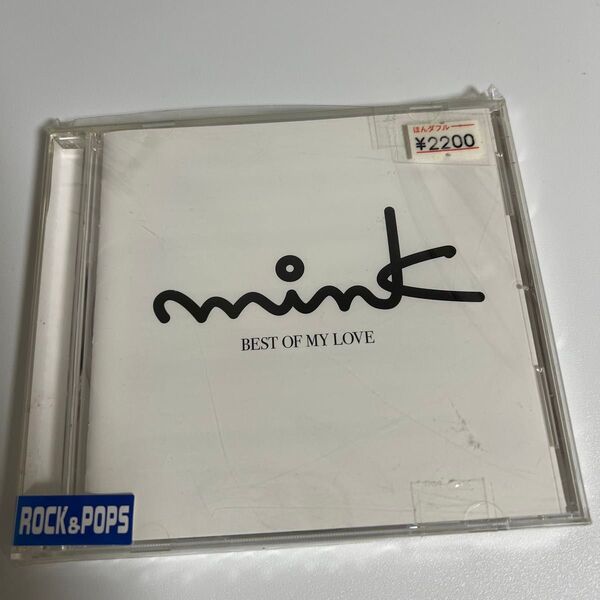 ほんダフル
¥2200
mink
BEST OF MY LOVE
ROCK&POPS